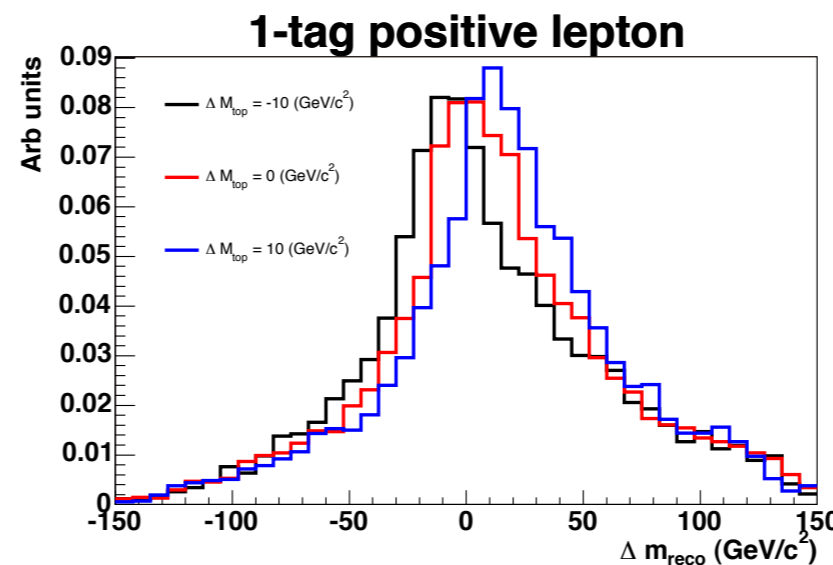 1-tag positive lepton
Arb units
0.09
0.08
0.07
0.06
0.05
0.04
0.03
0.02
0.01
0
Δ M_top = -10 (GeV/c²)
Δ M_top = 0 (GeV/c²)
Δ M_top = 10 (GeV/c²)
-150 -100 -50 0 50 100 150
Δ m_reco (GeV/c²)